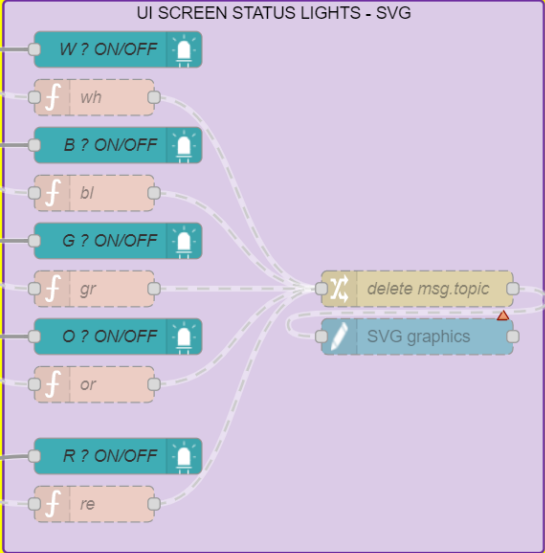 UI SCREEN STATUS LIGHTS - SVG
W ? ON/OFF
wh
B ? ON/OFF
bl
G ? ON/OFF
gr
delete msg.topic
O ? ON/OFF
SVG graphics
or
R ? ON/OFF
re